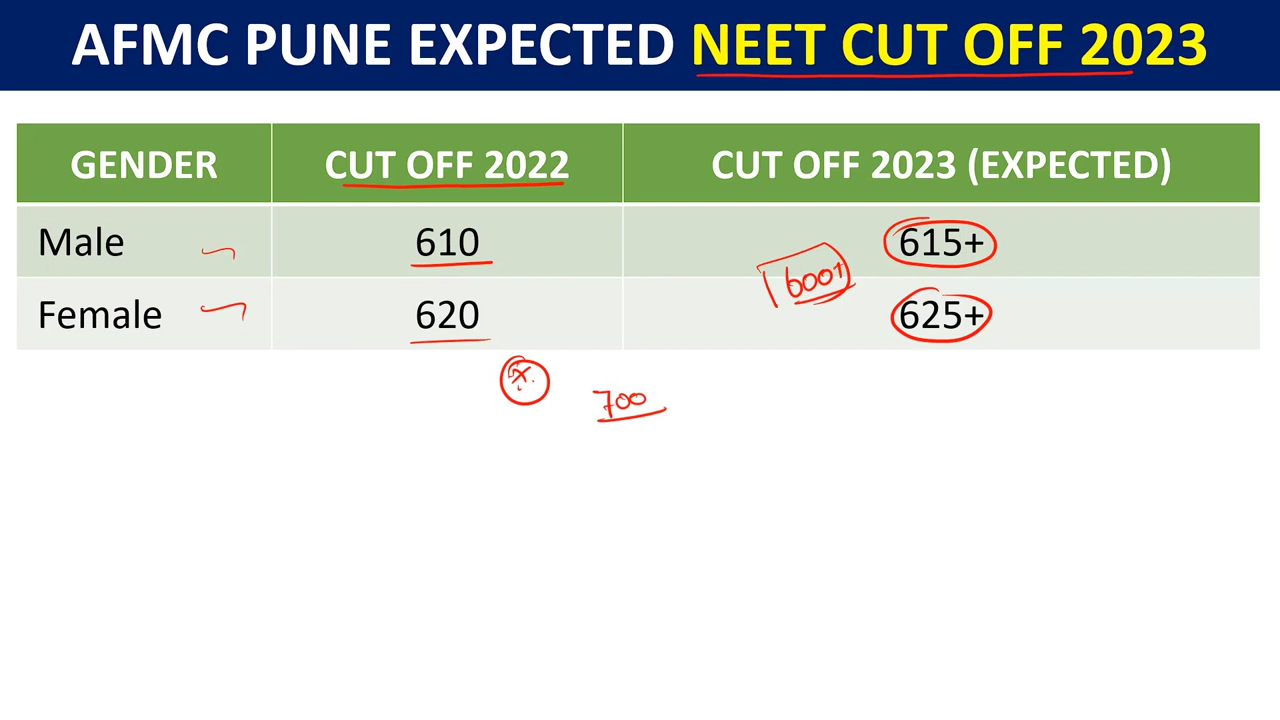 AFMC PUNE EXPECTED NEET CUT OFF 2023
GENDER CUT OFF 2022 CUT OFF 2023 (EXPECTED)
Male 610 615+
600+
Female 620 625+
700